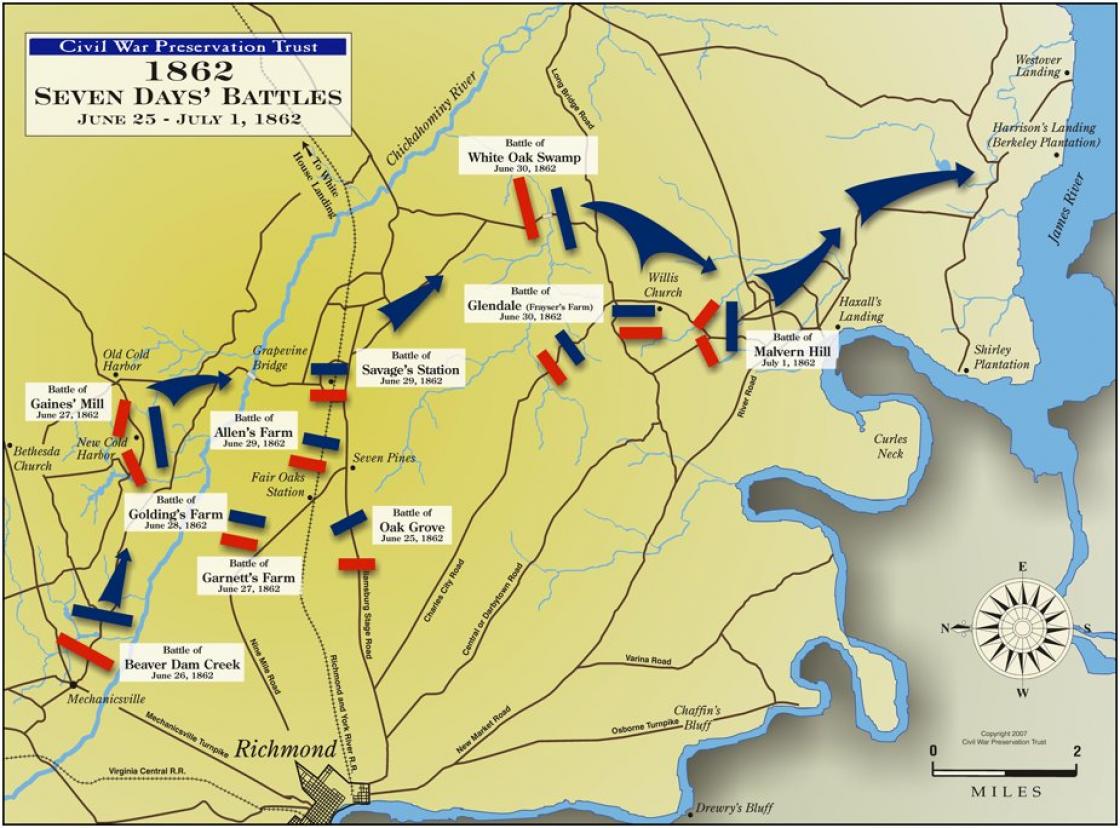 Civil War Preservation Trust
1862
Seven Days' Battles
June 25 - July 1, 1862
Chickahominy River
Long Bridge Road
Westover
Landing
Harrison's Landing
(Berkeley Plantation)
James River
To White
House Landing
Battle of
White Oak Swamp
June 30, 1862
Battle of
Glendale (Frayser's Farm)
June 30, 1862
Willis
Church
Haxall's
Landing
Battle of
Malvern Hill
July 1, 1862
Shirley
Plantation
River Road
Old Cold
Harbor
Grapevine
Bridge
Battle of
Savage's Station
June 29, 1862
Battle of
Gaines' Mill
June 27, 1862
New Cold
Harbor
Bethesda
Church
Battle of
Allen's Farm
June 29, 1862
Seven Pines
Fair Oaks
Station
Curles
Neck
Battle of
Golding's Farm
June 28, 1862
Battle of
Oak Grove
June 25, 1862
Battle of
Garnett's Farm
June 27, 1862
Charles City Road
Central or Darbytown Road
Battle of
Beaver Dam Creek
June 26, 1862
Mechanicsville
Nine Mile Road
Richmond and York River R.R.
Stage Road
Varina Road
E
N
S
W
Mechanicsville Turnpike
Richmond
New Market Road
Osborne Turnpike
Chaffin's
Bluff
Virginia Central R.R.
Drewry's Bluff
Copyright 2007
Civil War Preservation Trust
0
2
MILES